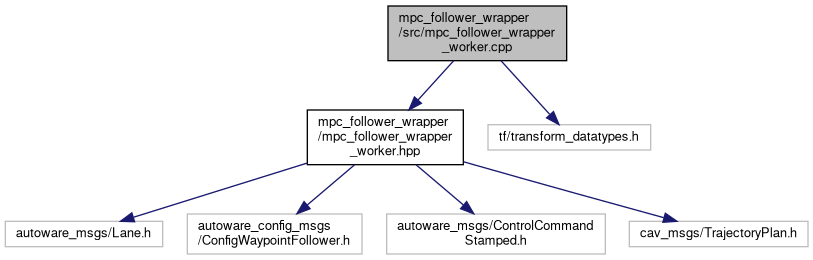 mpc_follower_wrapper
/src/mpc_follower_wrapper
_worker.cpp
mpc_follower_wrapper
/mpc_follower_wrapper
_worker.hpp
tf/transform_datatypes.h
autoware_msgs/Lane.h
autoware_config_msgs
/ConfigWaypointFollower.h
autoware_msgs/ControlCommand
Stamped.h
cav_msgs/TrajectoryPlan.h